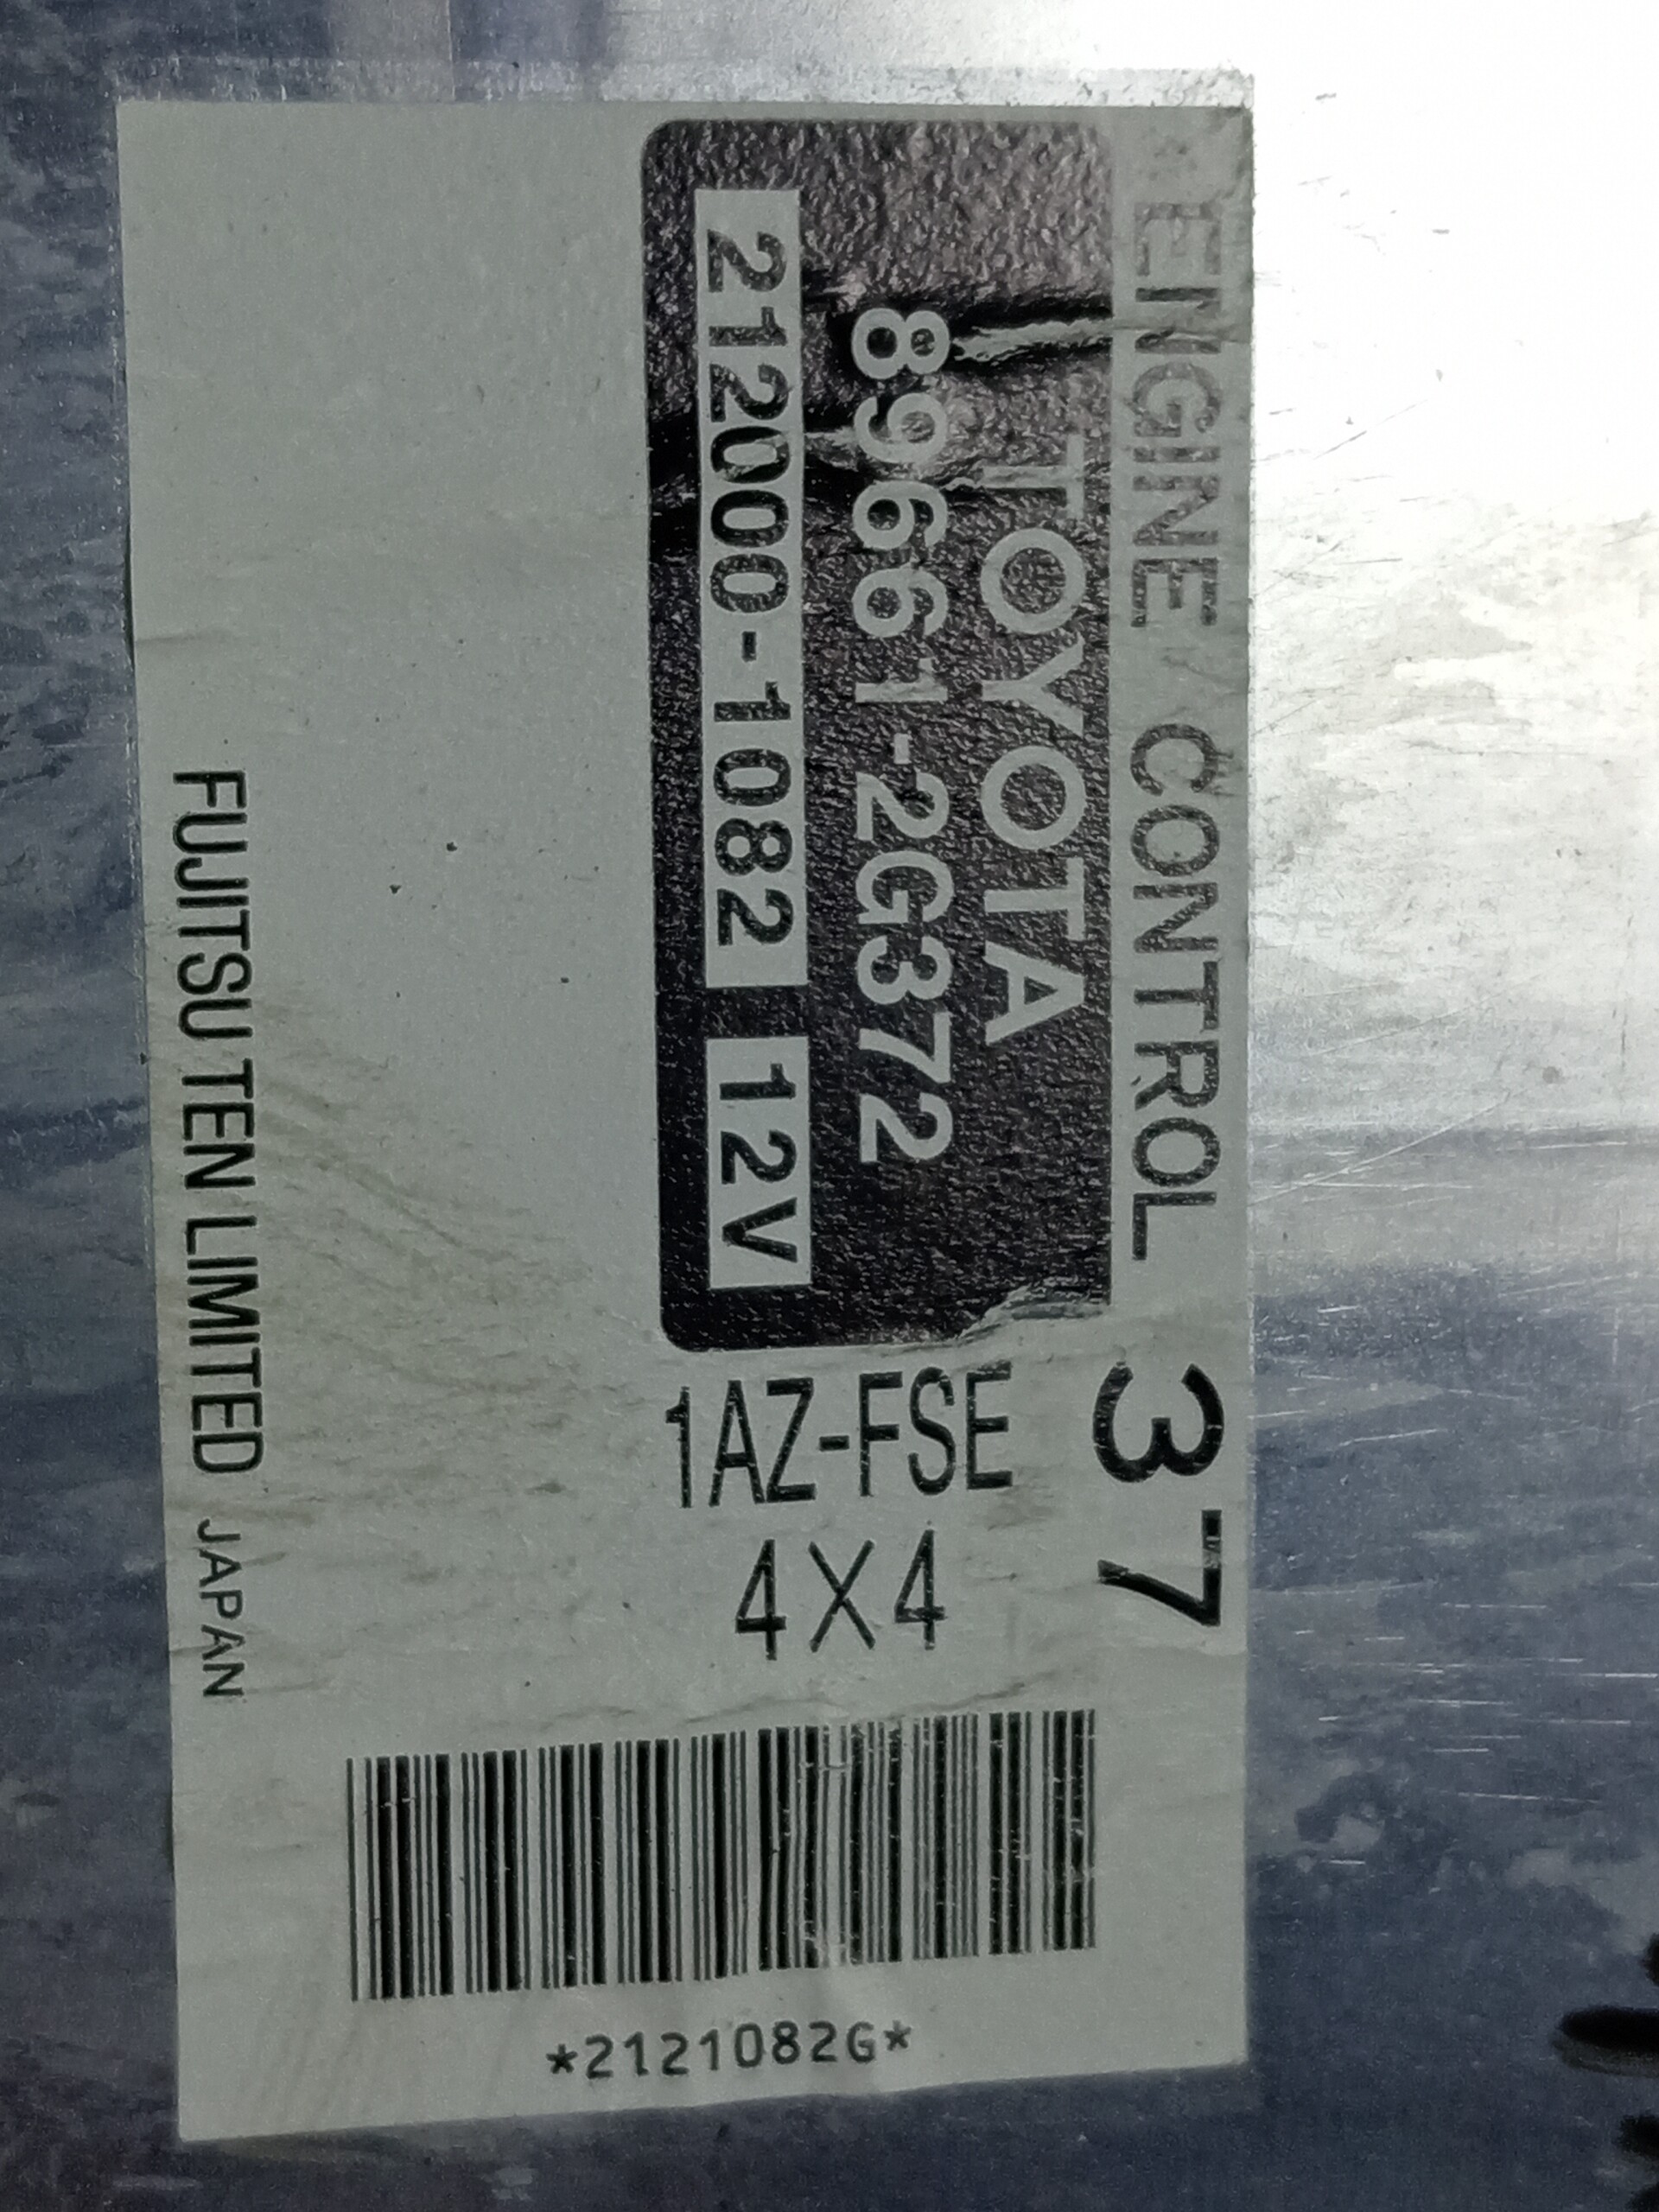 ENGINE CONTROL 37
TOYOTA
89661-2G372
212000-1082 12V
1AZ-FSE
4X4
*2121082G*
FUJITSU TEN LIMITED JAPAN